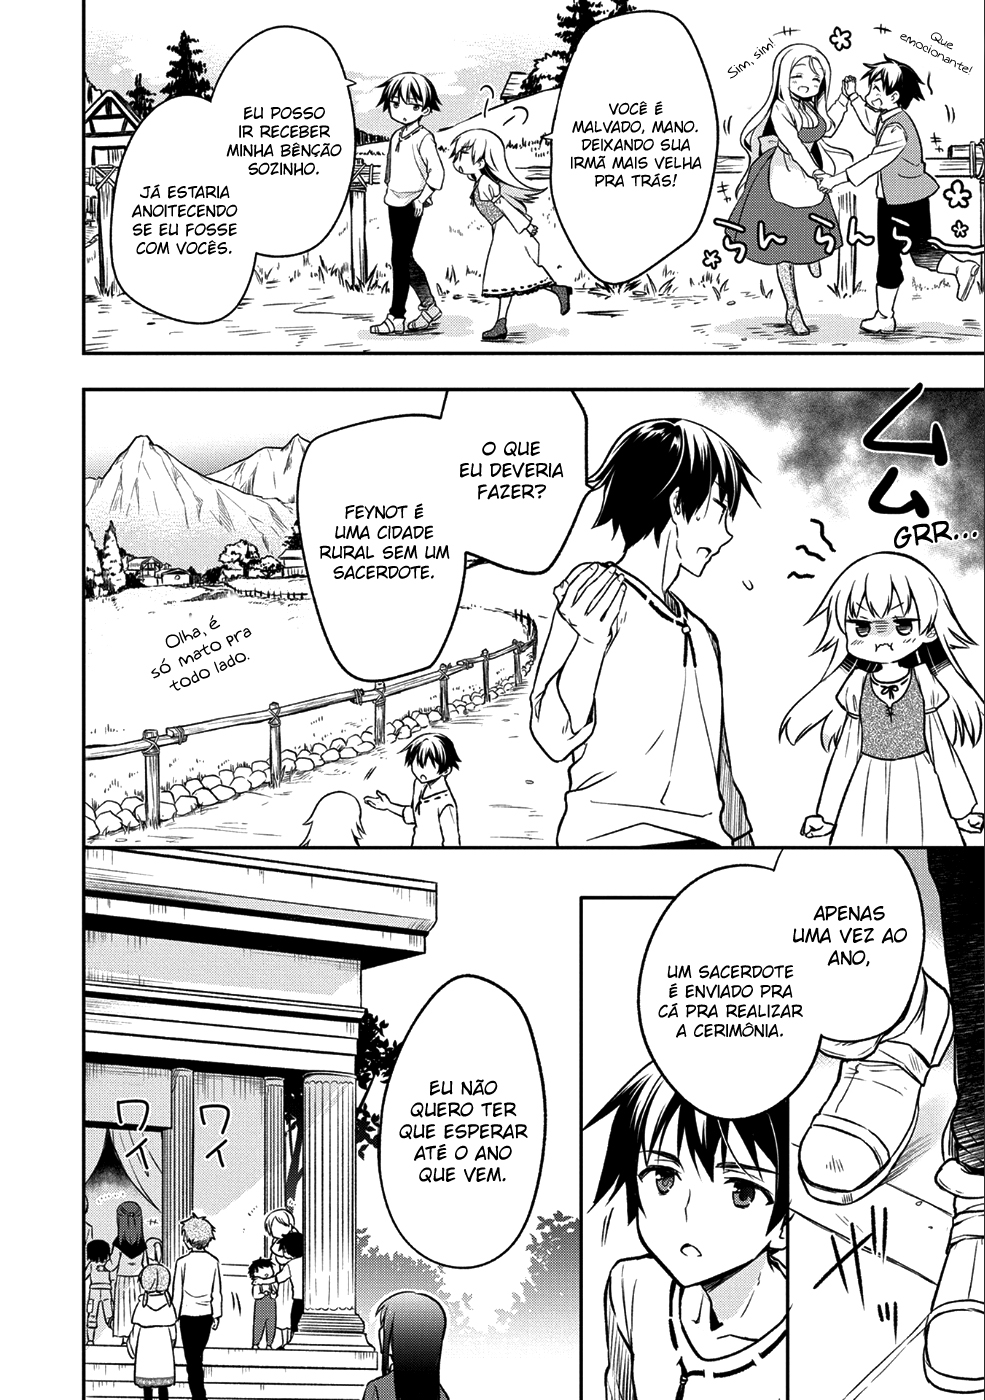 Que
emocionante!
Sim, sim!
らんらんらー
VOCÊ É
MALVADO, MANO.
DEIXANDO SUA
IRMÃ MAIS VELHA
PRA TRÁS!
EU POSSO
IR RECEBER
MINHA BÊNÇÃO
SOZINHO.
JÁ ESTARIA
ANOITECENDO
SE EU FOSSE
COM VOCÊS.
ムム
GRR...
O QUE
EU DEVERIA
FAZER?
FEYNOT É
UMA CIDADE
RURAL SEM UM
SACERDOTE.
Olha, é
só mato pra
todo lado.
APENAS
UMA VEZ AO
ANO,
UM SACERDOTE
É ENVIADO PRA
CÁ PRA REALIZAR
A CERIMÔNIA.
EU NÃO
QUERO TER
QUE ESPERAR
ATÉ O ANO
QUE VEM.
ワイ
ワイ